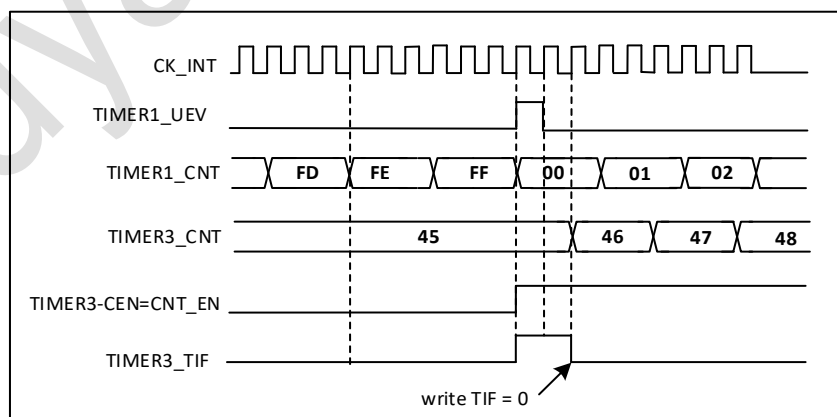 CK_INT
TIMER1_UEV
TIMER1_CNT FD FE FF 00 01 02
TIMER3_CNT 45 46 47 48
TIMER3-CEN=CNT_EN
TIMER3_TIF
write TIF = 0